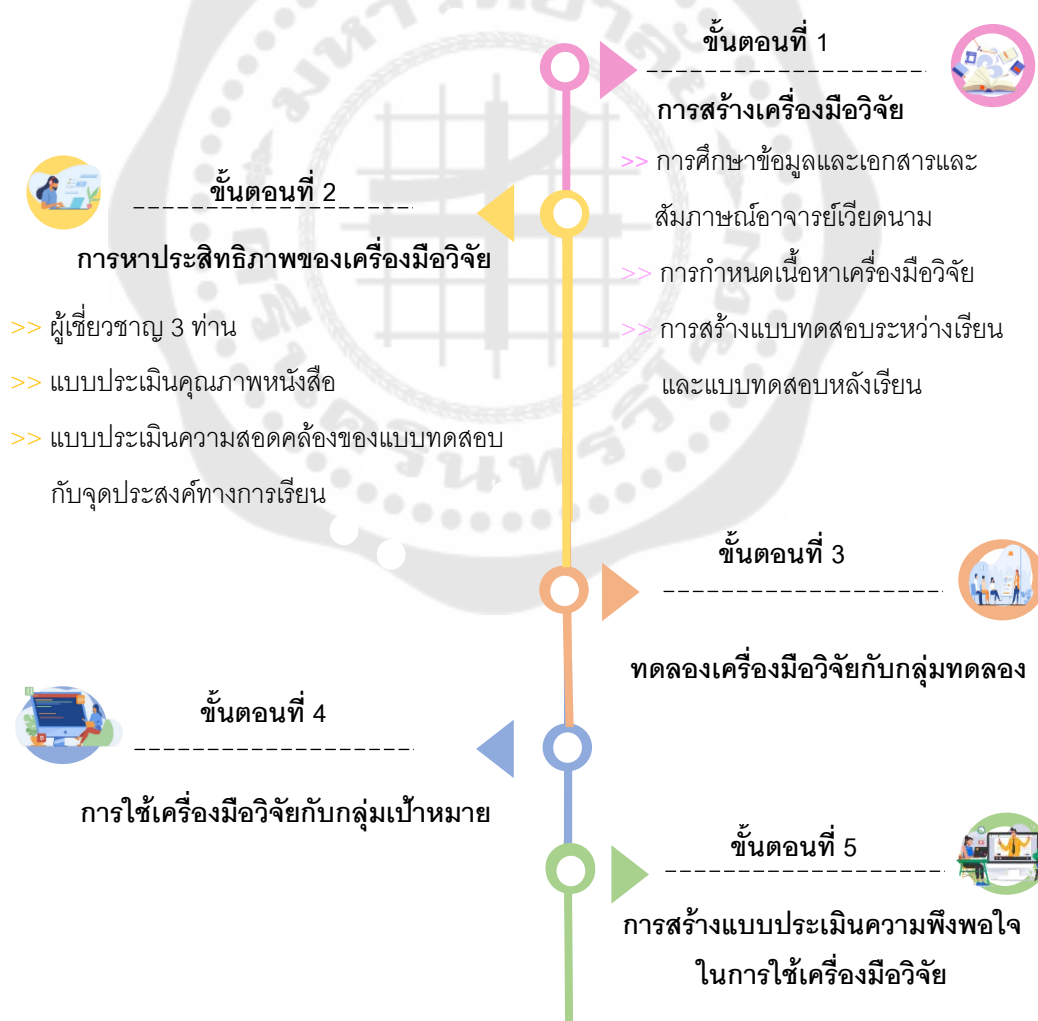 ขั้นตอนที่ 1
การสร้างเครื่องมือวิจัย
>> การศึกษาข้อมูลและเอกสารและ
สัมภาษณ์อาจารย์เวียดนาม
>> การกำหนดเนื้อหาเครื่องมือวิจัย
>> การสร้างแบบทดสอบระหว่างเรียน
และแบบทดสอบหลังเรียน
ขั้นตอนที่ 2
การหาประสิทธิภาพของเครื่องมือวิจัย
>> ผู้เชี่ยวชาญ 3 ท่าน
>> แบบประเมินคุณภาพหนังสือ
>> แบบประเมินความสอดคล้องของแบบทดสอบ
กับจุดประสงค์ทางการเรียน
ขั้นตอนที่ 3
ทดลองเครื่องมือวิจัยกับกลุ่มทดลอง
ขั้นตอนที่ 4
การใช้เครื่องมือวิจัยกับกลุ่มเป้าหมาย
ขั้นตอนที่ 5
การสร้างแบบประเมินความพึงพอใจ
ในการใช้เครื่องมือวิจัย